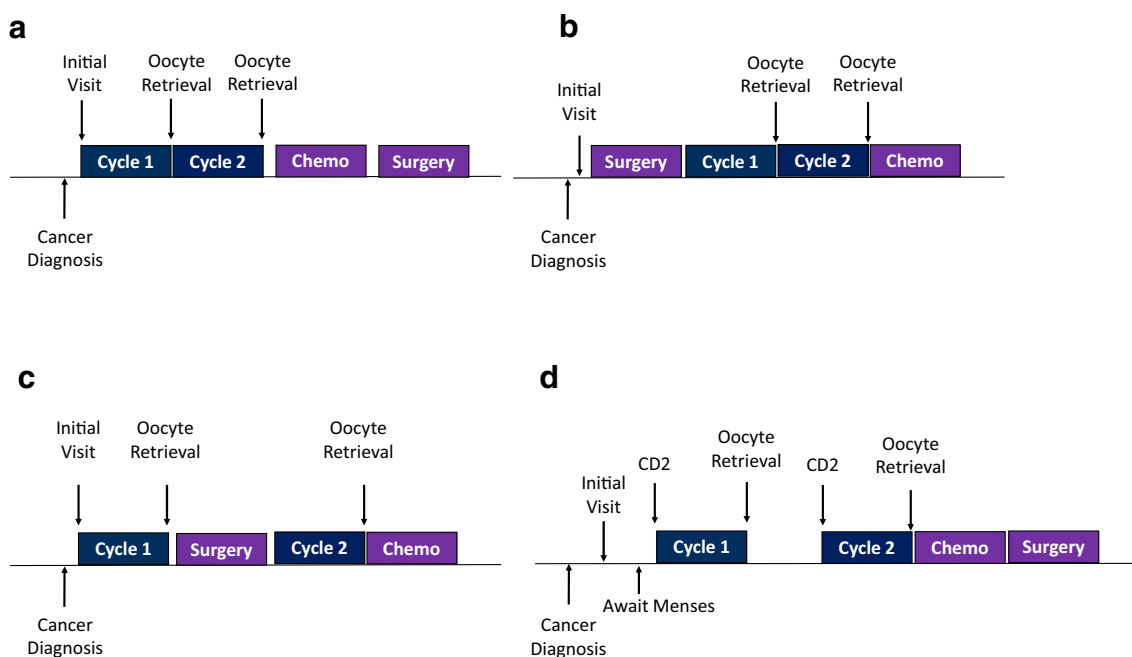 a
Initial
Visit
Oocyte
Retrieval
Oocyte
Retrieval
Cycle 1
Cycle 2
Chemo
Surgery
Cancer
Diagnosis
b
Initial
Visit
Oocyte
Retrieval
Oocyte
Retrieval
Surgery
Cycle 1
Cycle 2
Chemo
Cancer
Diagnosis
c
Initial
Visit
Oocyte
Retrieval
Oocyte
Retrieval
Cycle 1
Surgery
Cycle 2
Chemo
Cancer
Diagnosis
d
Initial
Visit
CD2
Oocyte
Retrieval
CD2
Oocyte
Retrieval
Cycle 1
Cycle 2
Chemo
Surgery
Await Menses
Cancer
Diagnosis